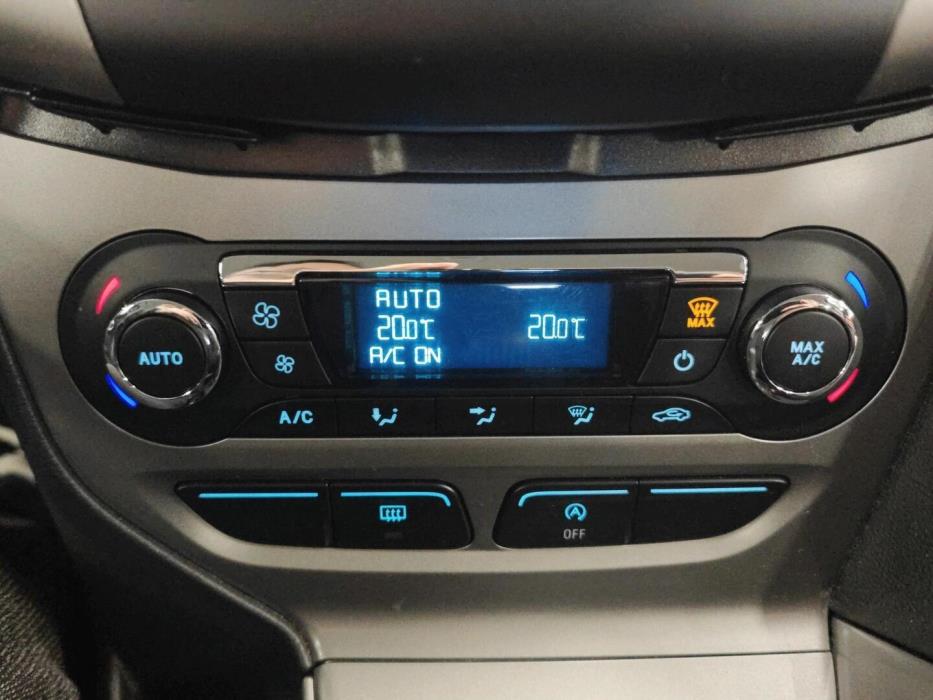 AUTO
20.0°C 20.0°C
A/C ON
MAX
AUTO
MAX
A/C
A/C
A
OFF